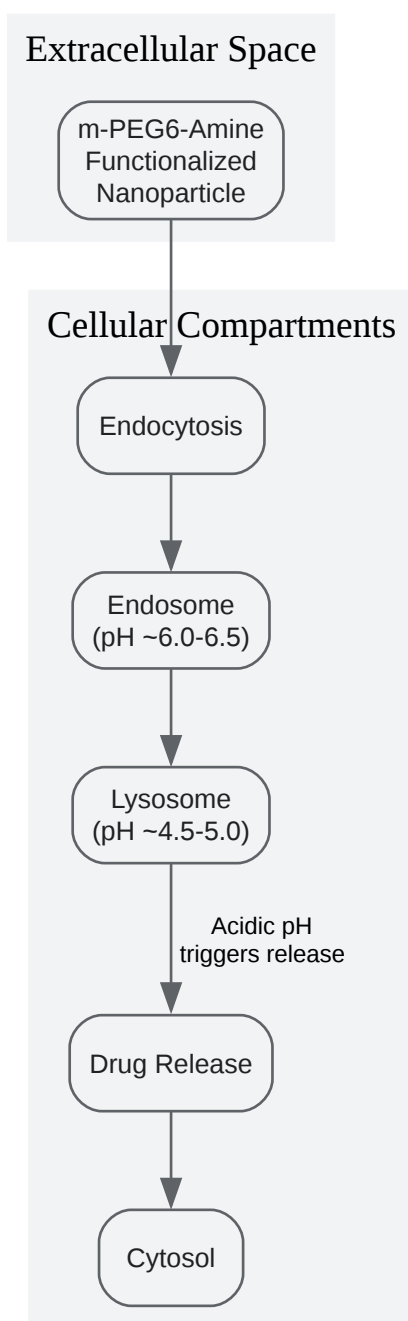 Extracellular Space
m-PEG6-Amine
Functionalized
Nanoparticle
Cellular Compartments
Endocytosis
Endosome
(pH ~6.0-6.5)
Lysosome
(pH ~4.5-5.0)
Acidic pH
triggers release
Drug Release
Cytosol